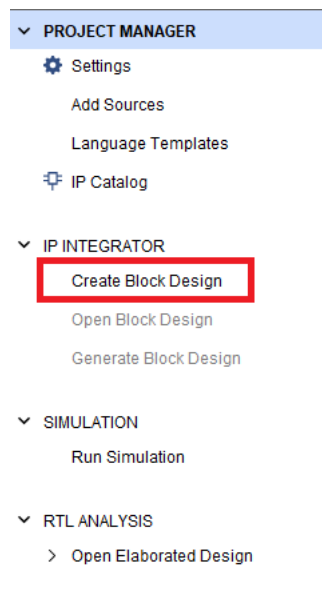 PROJECT MANAGER
Settings
Add Sources
Language Templates
IP Catalog
IP INTEGRATOR
Create Block Design
Open Block Design
Generate Block Design
SIMULATION
Run Simulation
RTL ANALYSIS
Open Elaborated Design